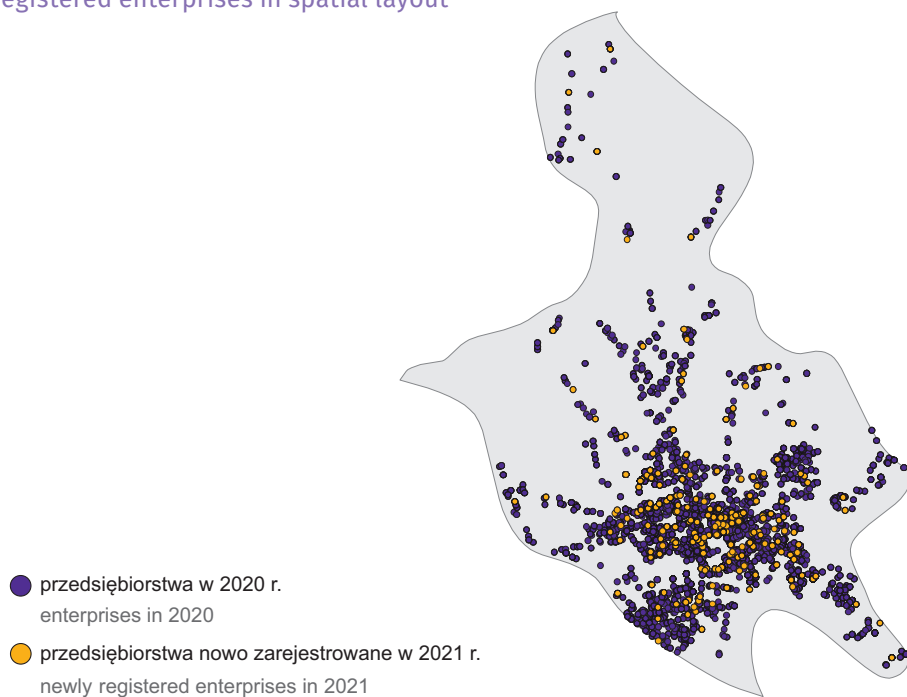 registered enterprises in spatial layout
przedsiębiorstwa w 2020 r.
enterprises in 2020
przedsiębiorstwa nowo zarejestrowane w 2021 r.
newly registered enterprises in 2021